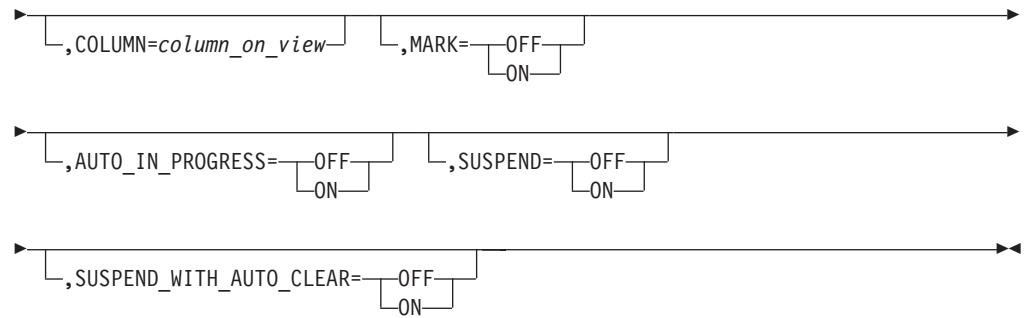 ,COLUMN=column_on_view ,MARK= OFF
ON
,AUTO_IN_PROGRESS= OFF ,SUSPEND= OFF
ON ON
,SUSPEND_WITH_AUTO_CLEAR= OFF
ON